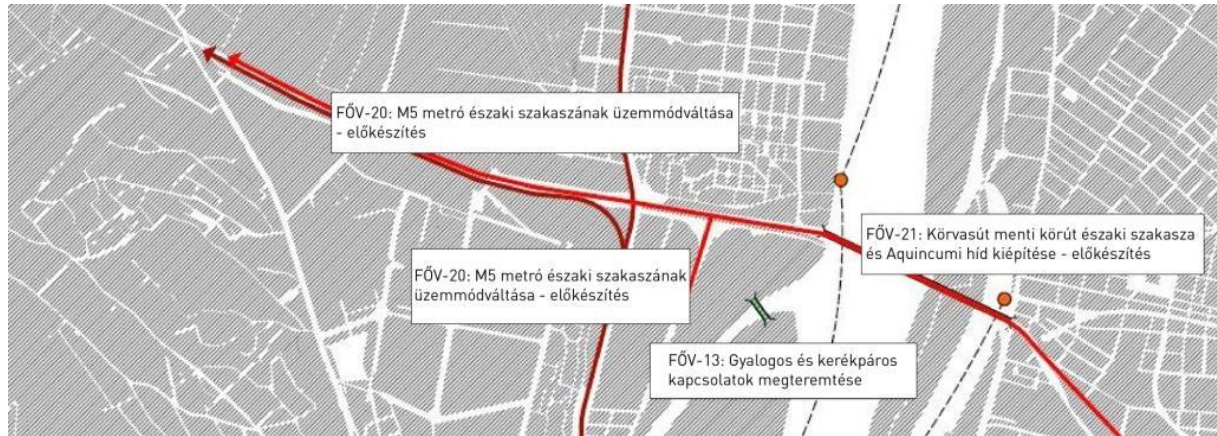 FŐV-20: M5 metró északi szakaszának üzemmódváltása
- előkészítés
FŐV-21: Körvasút menti körút északi szakasza
és Aquincumi híd kiépítése - előkészítés
FŐV-20: M5 metró északi szakaszának
üzemmódváltása - előkészítés
FŐV-13: Gyalogos és kerékpáros
kapcsolatok megteremtése